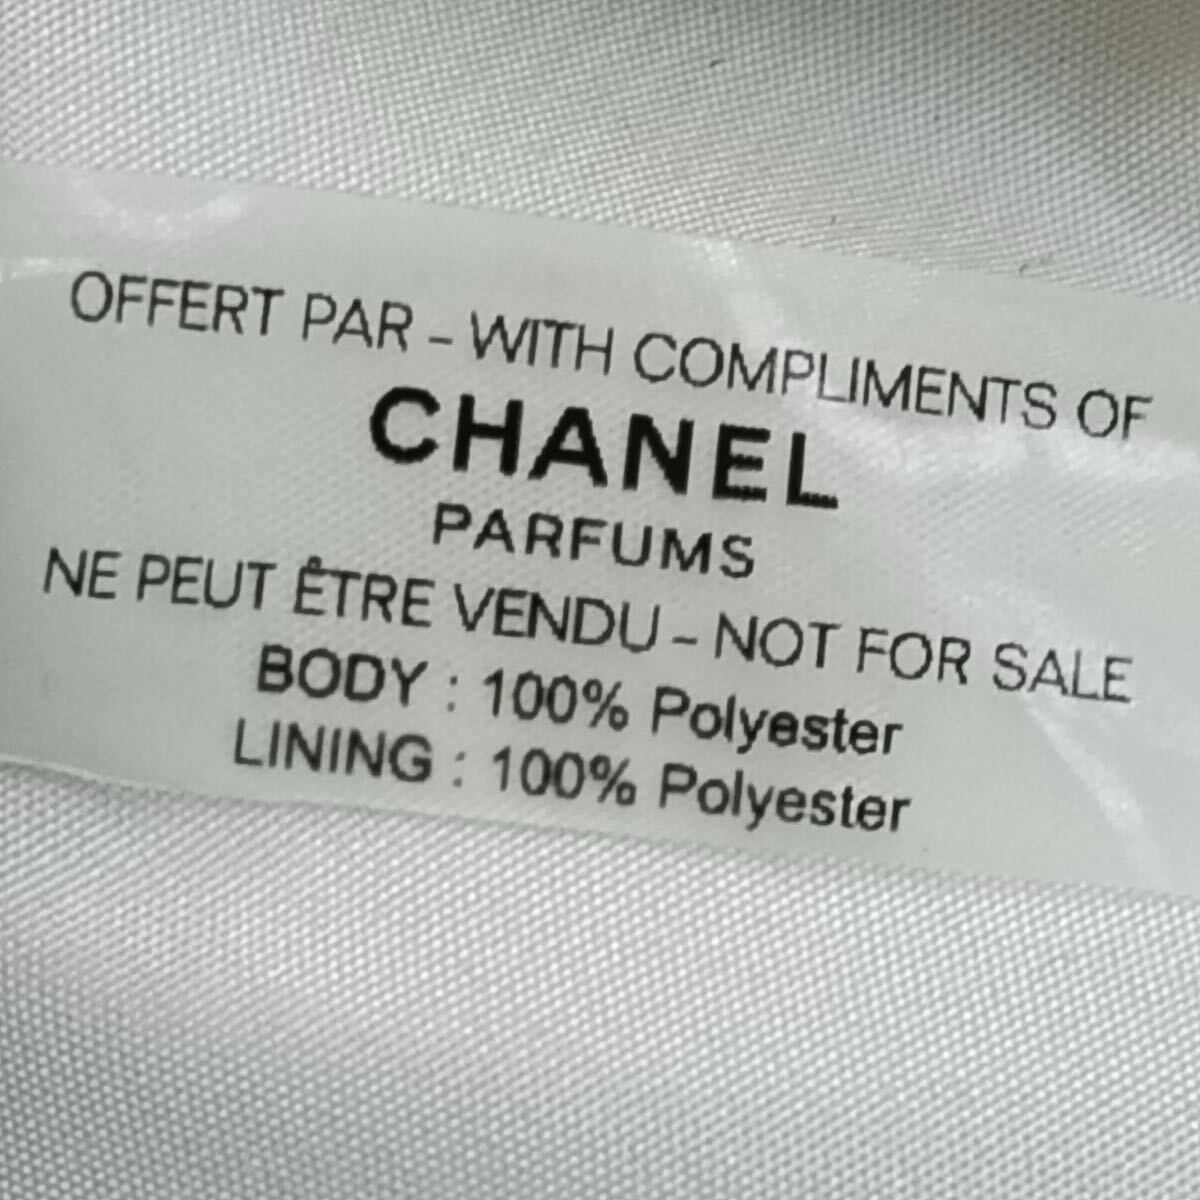 OFFERT PAR - WITH COMPLIMENTS OF
CHANEL
PARFUMS
NE PEUT ÊTRE VENDU - NOT FOR SALE
BODY : 100% Polyester
LINING : 100% Polyester